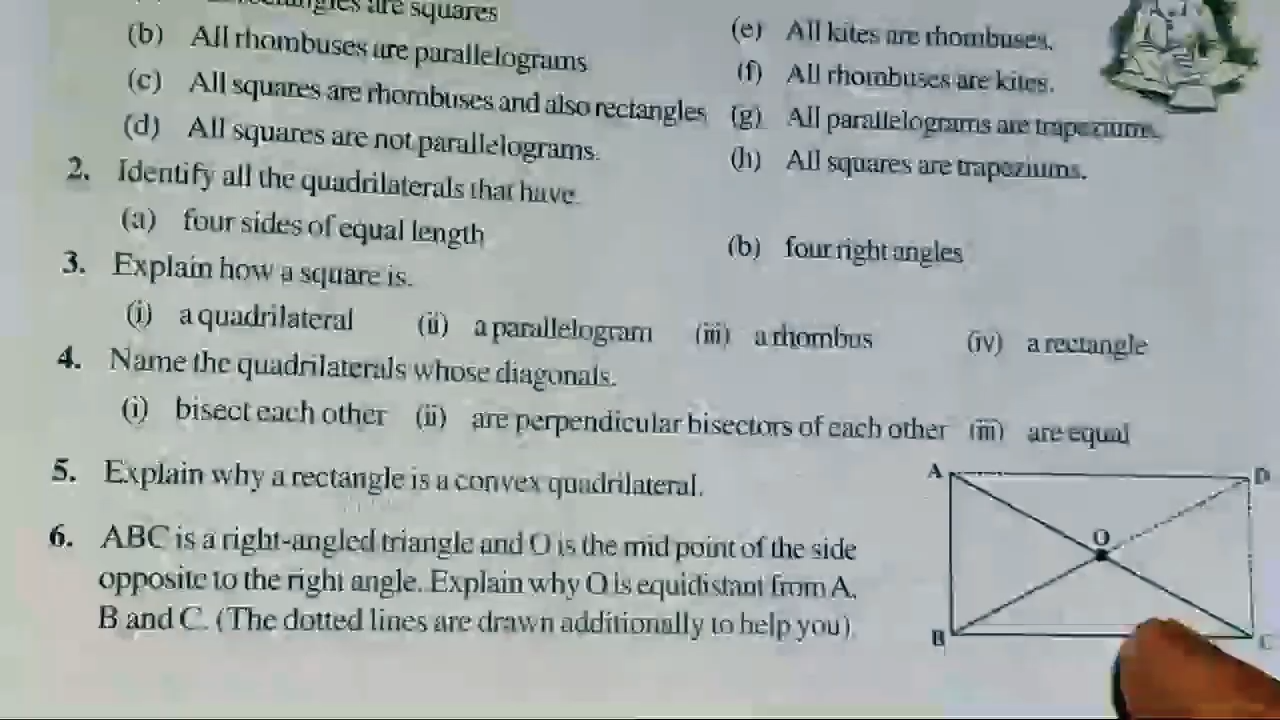 are squares
(b) All rhombuses are parallelograms
(c) All squares are rhombuses and also rectangles
(d) All squares are not parallelograms.
(e) All kites are rhombuses.
(f) All rhombuses are kites.
(g) All parallelograms are trapeziums.
(h) All squares are trapeziums.
2. Identify all the quadrilaterals that have.
(a) four sides of equal length (b) four right angles
3. Explain how a square is.
(i) a quadrilateral (ii) a parallelogram (iii) a rhombus (iv) a rectangle
4. Name the quadrilaterals whose diagonals.
(i) bisect each other (ii) are perpendicular bisectors of each other (iii) are equal
5. Explain why a rectangle is a convex quadrilateral.
6. ABC is a right-angled triangle and O is the mid point of the side
opposite to the right angle. Explain why O is equidistant from A,
B and C. (The dotted lines are drawn additionally to help you)
A D
O
B C